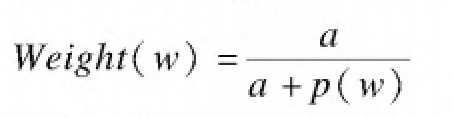 Weight(w) = a / a + p(w)